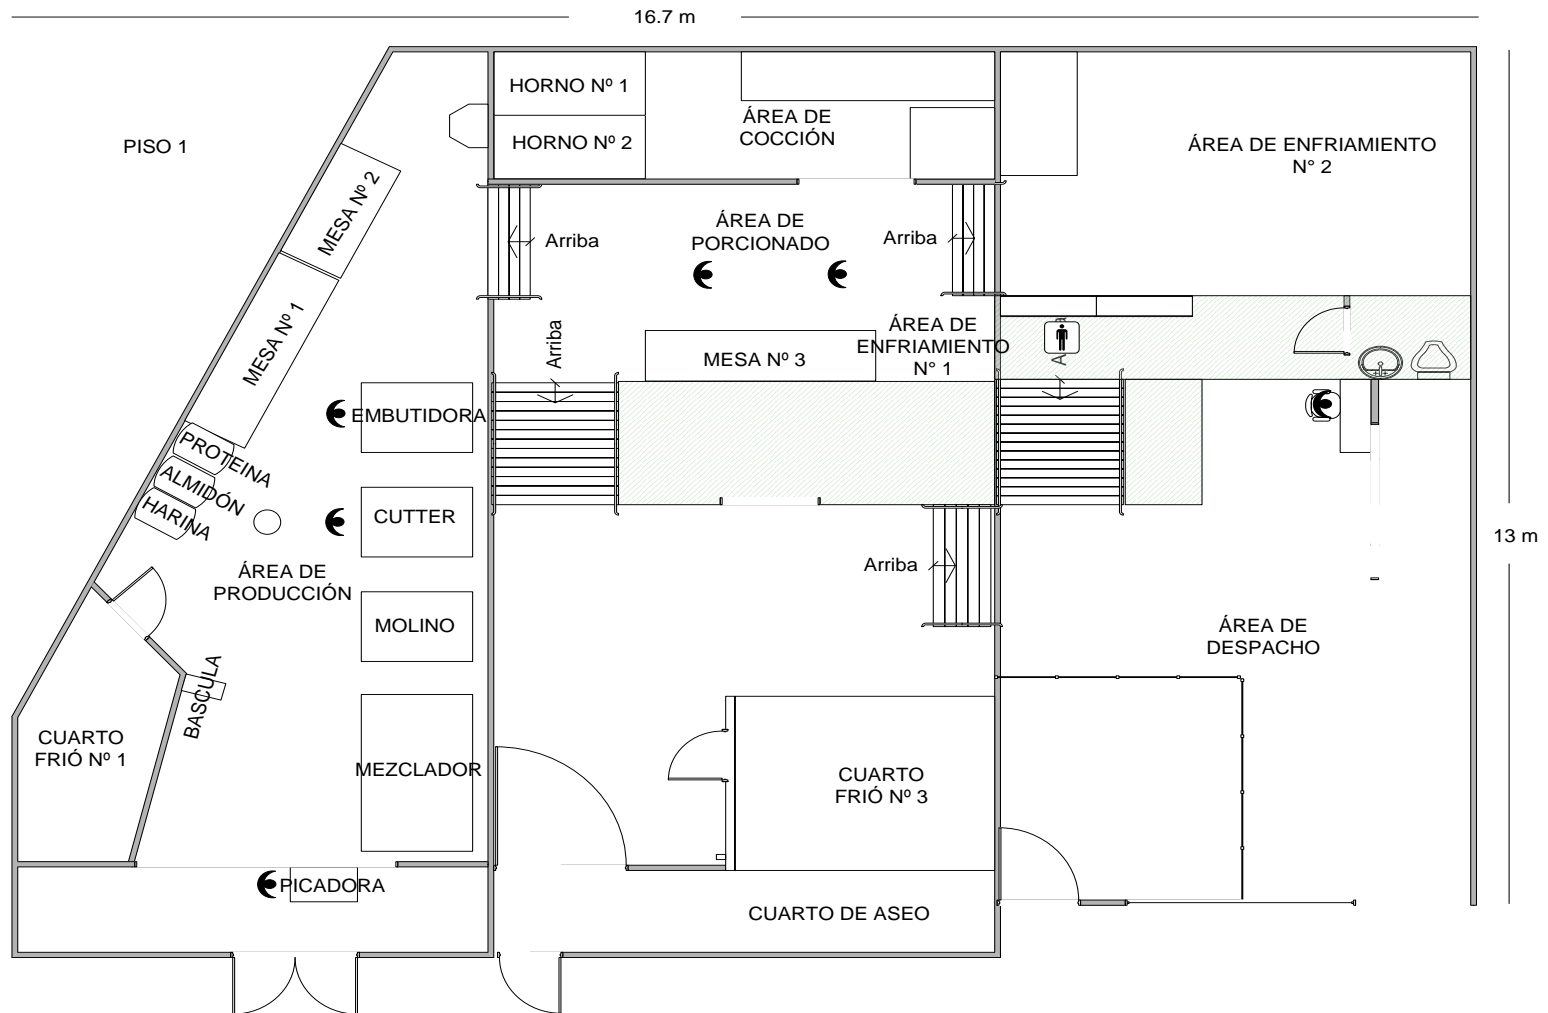 16.7 m
HORNO Nº 1
HORNO Nº 2
ÁREA DE
COCCIÓN
PISO 1
ÁREA DE ENFRIAMIENTO
N° 2
MESA Nº 2
Arriba
ÁREA DE
PORCIONADO
Arriba
MESA Nº 1
Arriba
MESA Nº 3
ÁREA DE
ENFRIAMIENTO
N° 1
A
EMBUTIDORA
PROTEINA
ALMIDÓN
HARINA
CUTTER
13 m
ÁREA DE
PRODUCCIÓN
Arriba
MOLINO
ÁREA DE
DESPACHO
BASCULA
CUARTO
FRIÓ Nº 1
MEZCLADOR
CUARTO
FRIÓ Nº 3
PICADORA
CUARTO DE ASEO